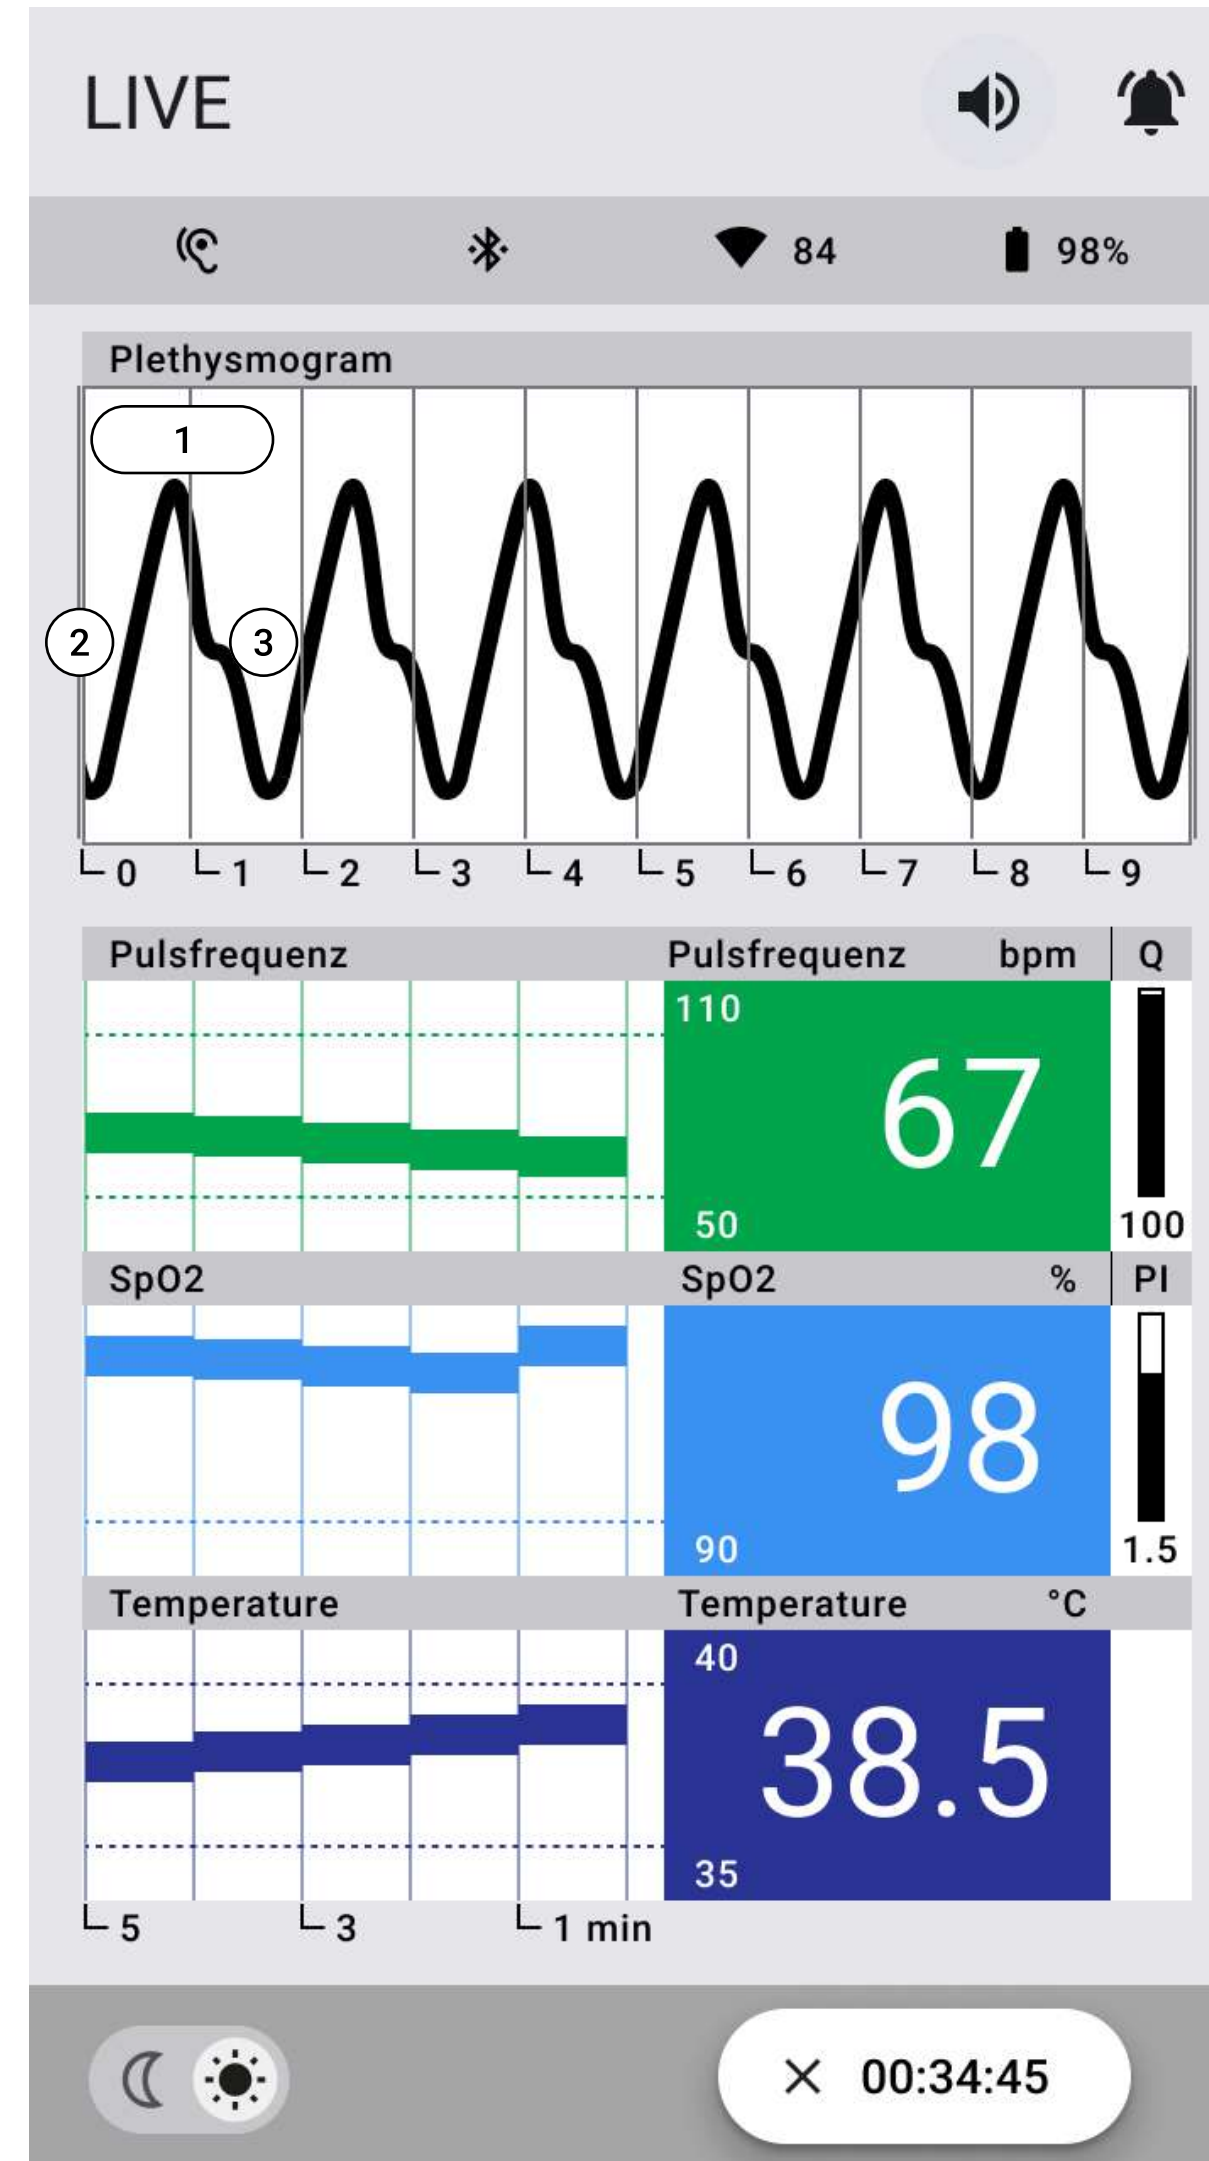 LIVE
84 98%
Plethysmogram
1
2 3
0 1 2 3 4 5 6 7 8 9
Pulsfrequenz Pulsfrequenz bpm Q
110
67
50 100
SpO2 SpO2 % PI
98
90 1.5
Temperature Temperature °C
40
38.5
35
5 3 1 min
00:34:45